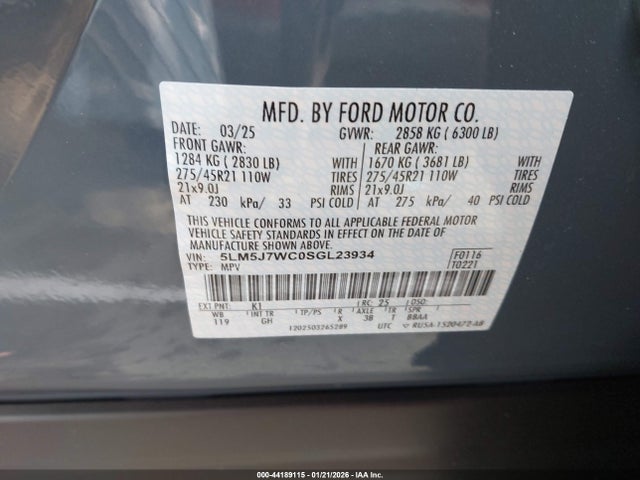 MFD. BY FORD MOTOR CO.
DATE: 03/25 GVWR: 2858 KG ( 6300 LB)
FRONT GAWR: REAR GAWR:
1284 KG ( 2830 LB) WITH 1670 KG ( 3681 LB) WITH
275/45R21 110W TIRES 275/45R21 110W TIRES
21x9.0J RIMS 21x9.0J RIMS
AT 230 kPa/ 33 PSI COLD AT 275 kPa/ 40 PSI COLD
THIS VEHICLE CONFORMS TO ALL APPLICABLE FEDERAL MOTOR
VEHICLE SAFETY STANDARDS IN EFFECT ON THE DATE OF
MANUFACTURE SHOWN ABOVE.
VIN: 5LM5J7WC0SGL23934 F0116
TYPE: MPV T0221
EXT PNT: K1 RC: 25 DSO:
WB INT TR TP/PS R AXLE TR
119 GH X 3B T BBAA
1202503265289 UTC RU5A-1520472-AB
000-44189115 - 01/21/2026 - IAA Inc.